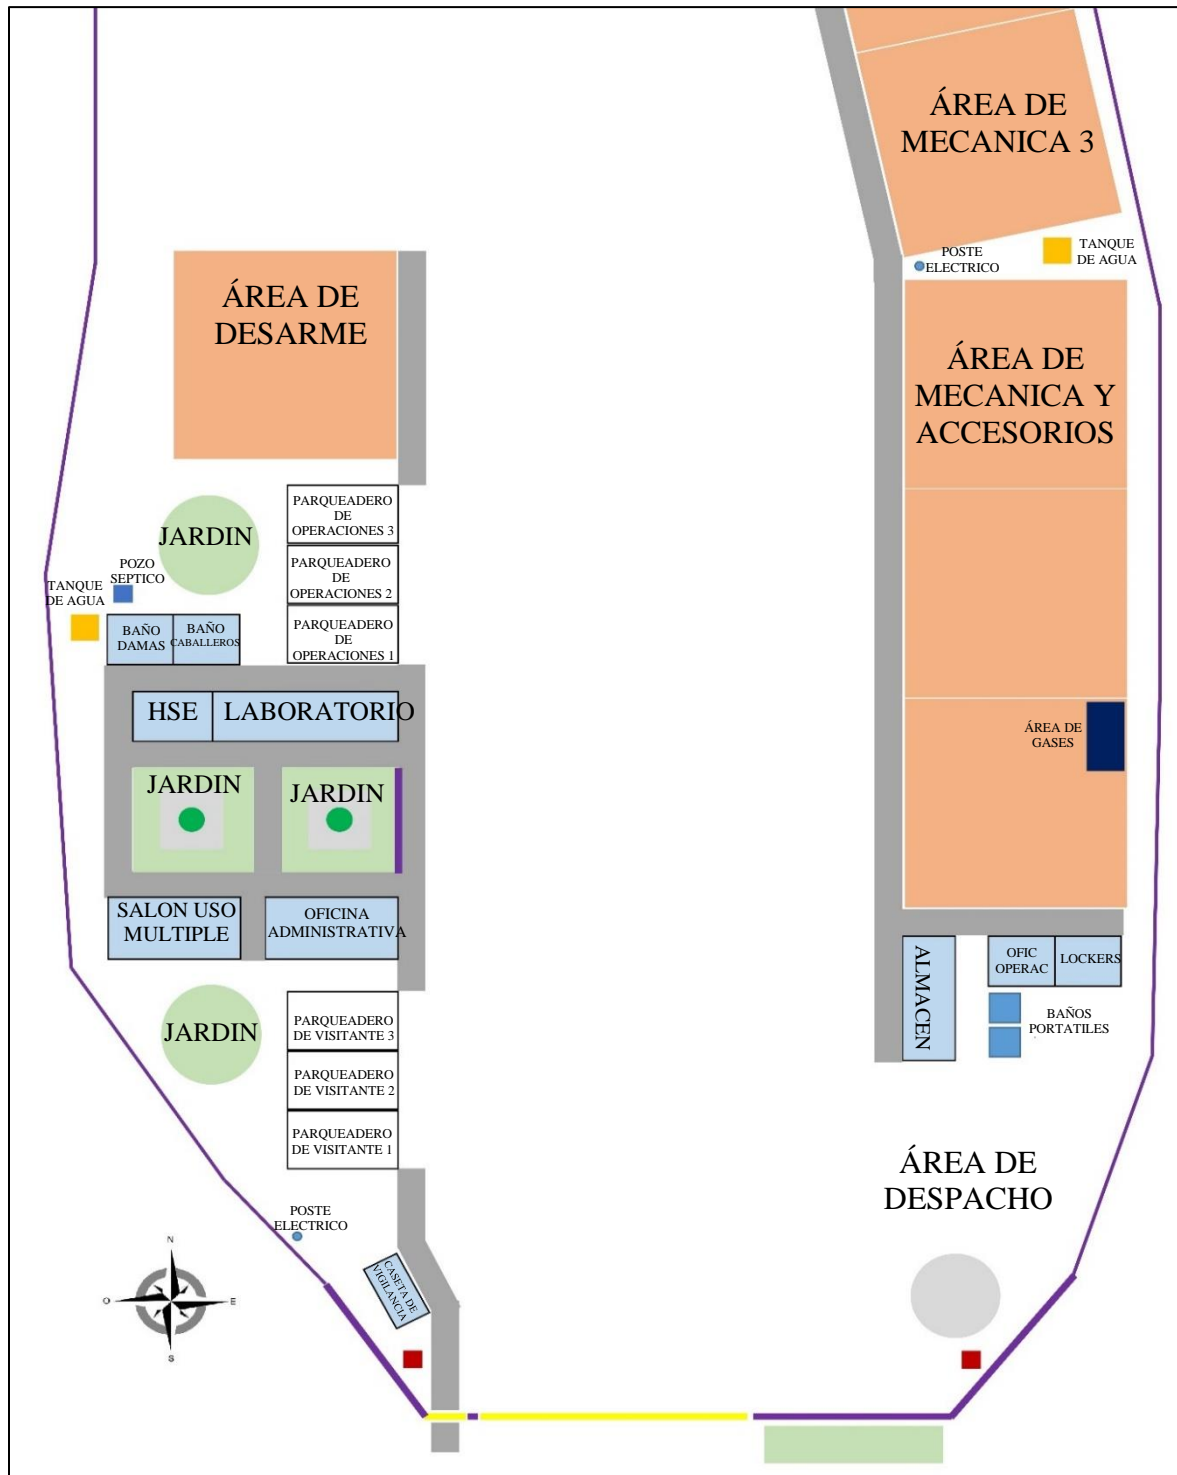 ÁREA DE
MECANICA 3
POSTE
ELECTRICO
TANQUE
DE AGUA
ÁREA DE
DESARME
ÁREA DE
MECANICA Y
ACCESORIOS
PARQUEADERO
DE
OPERACIONES 3
JARDIN
PARQUEADERO
DE
OPERACIONES 2
POZO
SEPTICO
TANQUE
DE AGUA
BAÑO
DAMAS
BAÑO
CABALLEROS
PARQUEADERO
DE
OPERACIONES 1
HSE
LABORATORIO
ÁREA DE
GASES
JARDIN
JARDIN
SALON USO
MULTIPLE
OFICINA
ADMINISTRATIVA
ALMACEN
OFIC
OPERAC
LOCKERS
BAÑOS
PORTATILES
JARDIN
PARQUEADERO
DE VISITANTE 3
PARQUEADERO
DE VISITANTE 2
PARQUEADERO
DE VISITANTE 1
ÁREA DE
DESPACHO
POSTE
ELECTRICO
CASETA DE
VIGILANCIA
N
O
E
S